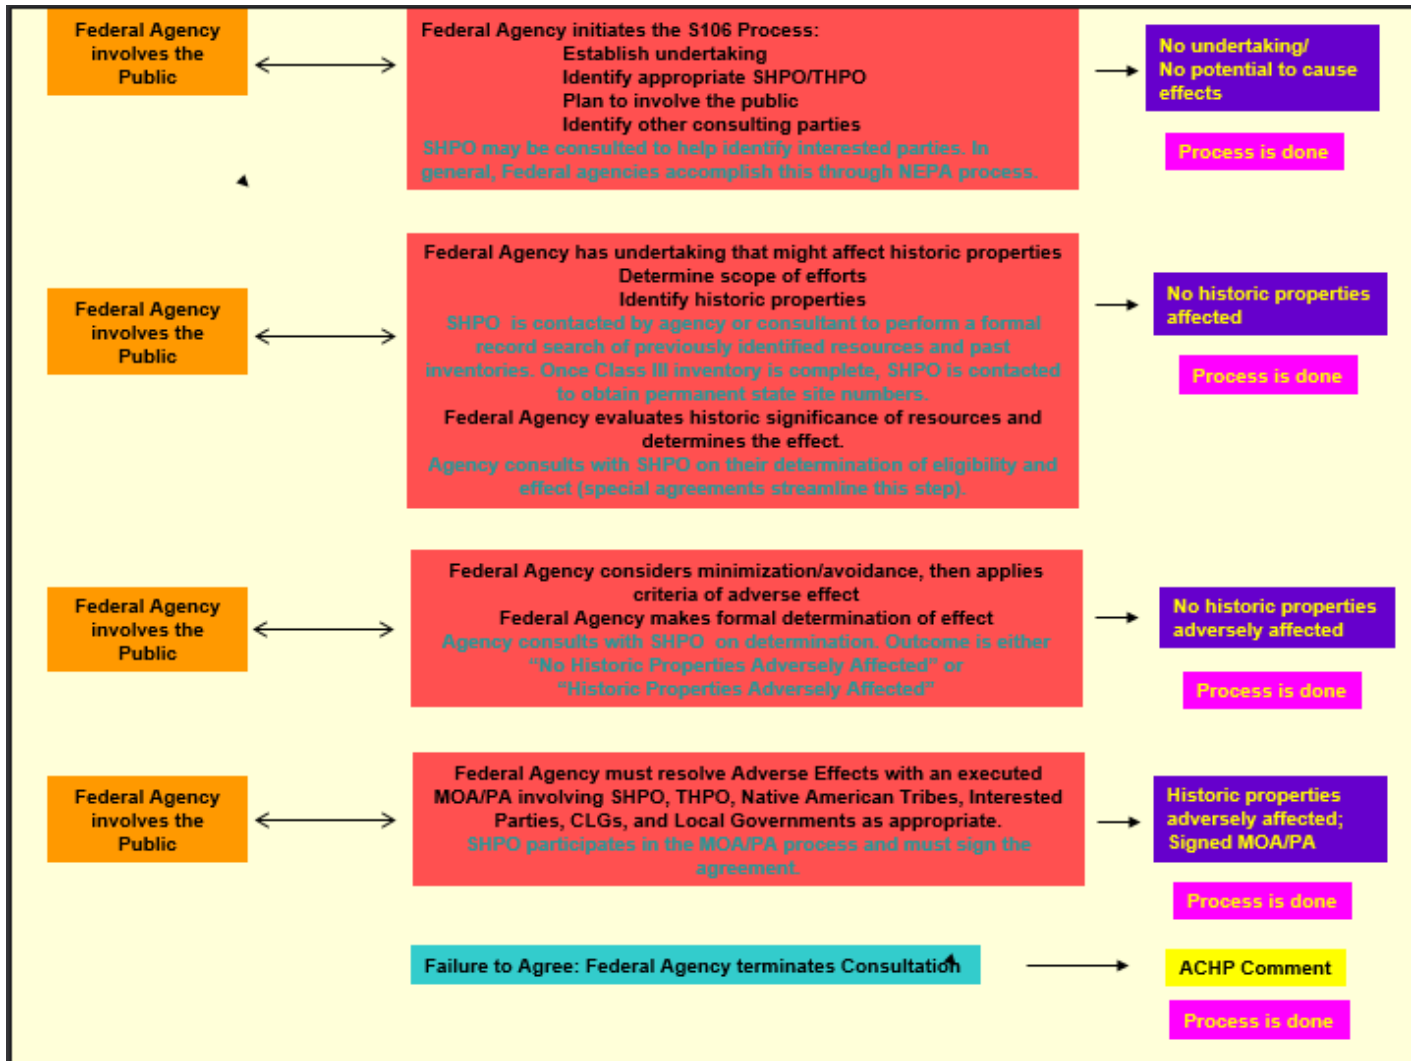 Federal Agency
involves the
Public
Federal Agency initiates the S106 Process:
Establish undertaking
Identify appropriate SHPO/THPO
Plan to involve the public
Identify other consulting parties
SHPO may be consulted to help identify interested parties. In
general, Federal agencies accomplish this through NEPA process.
No undertaking/
No potential to cause
effects
Process is done
Federal Agency
involves the
Public
Federal Agency has undertaking that might affect historic properties
Determine scope of efforts
Identify historic properties
SHPO is contacted by agency or consultant to perform a formal
record search of previously identified resources and past
inventories. Once Class III inventory is complete, SHPO is contacted
to obtain permanent state site numbers.
Federal Agency evaluates historic significance of resources and
determines the effect.
Agency consults with SHPO on their determination of eligibility and
effect (special agreements streamline this step).
No historic properties
affected
Process is done
Federal Agency
involves the
Public
Federal Agency considers minimization/avoidance, then applies
criteria of adverse effect
Federal Agency makes formal determination of effect
Agency consults with SHPO on determination. Outcome is either
“No Historic Properties Adversely Affected” or
“Historic Properties Adversely Affected”
No historic properties
adversely affected
Process is done
Federal Agency
involves the
Public
Federal Agency must resolve Adverse Effects with an executed
MOA/PA involving SHPO, THPO, Native American Tribes, Interested
Parties, CLGs, and Local Governments as appropriate.
SHPO participates in the MOA/PA process and must sign the
agreement.
Historic properties
adversely affected;
Signed MOA/PA
Process is done
Failure to Agree: Federal Agency terminates Consultation
ACHP Comment
Process is done